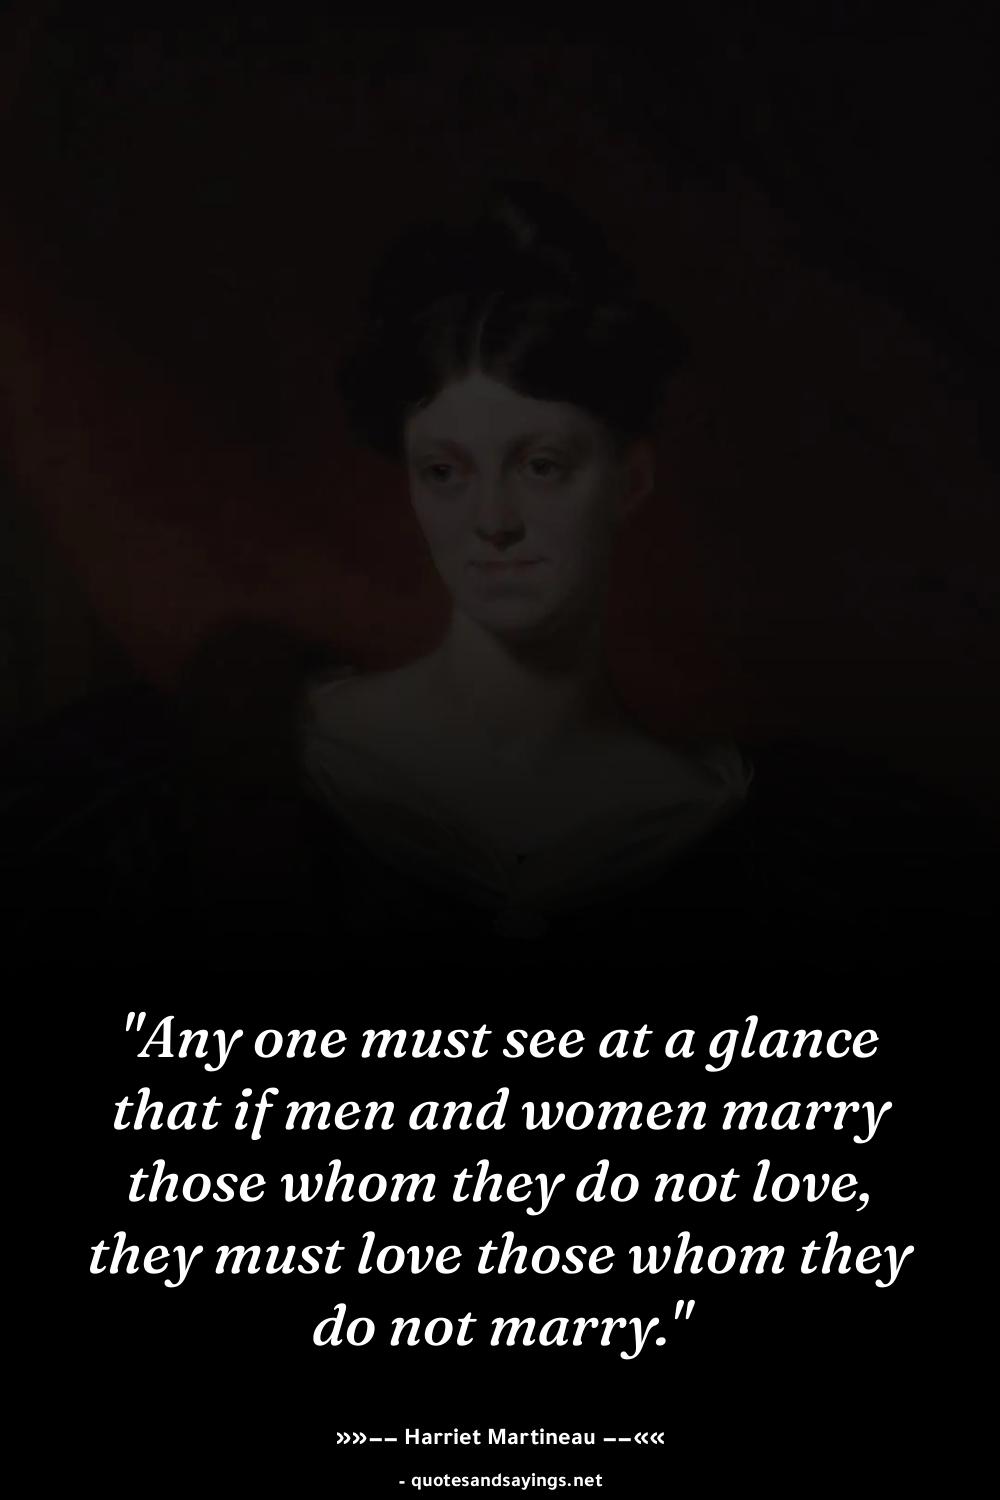 "Any one must see at a glance
that if men and women marry
those whom they do not love,
they must love those whom they
do not marry."
»»–– Harriet Martineau ––««
- quotesandsayings.net